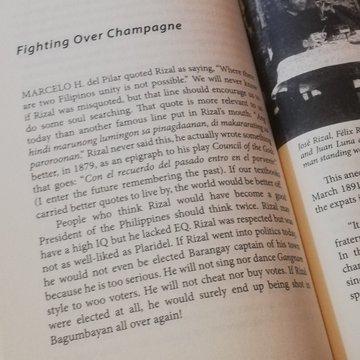 Fighting Over Champagne
MARCELO H. del Pilar quoted Rizal as saying, "Where there
are two Filipinos unity is not possible." We will never know
if Rizal was misquoted, but that line should encourage us to
do some soul searching. That quote is more relevant to us
today than another famous line put in Rizal's mouth: "Ang
hindi marunong lumingon sa pinagdaanan, di makararating sa
paroroonan." Rizal never said this, he actually wrote something
better, in 1879, as an epigraph to his play Council of the Gods
that goes: "Con el recuerdo del pasado entro en el porvenir"
(I enter the future remembering the past). If our textbooks
carried better quotes to live by, the world would be better off.
People who think Rizal would have become a good
President of the Philippines should think twice. Rizal may
have a high IQ but he lacked EQ. Rizal was respected but was
not as well-liked as Plaridel. If Rizal went into politics today
he would not even be elected Barangay captain of his town
because he is too serious. He will not sing nor dance Gangnam
style to woo voters. He will not cheat nor buy votes. If Rizal
were elected at all, he would surely end up being shot in
Bagumbayan all over again!
José Rizal, Félix
and Juan Luna
man standing
This
March 189
the expats
"It
frater
In th